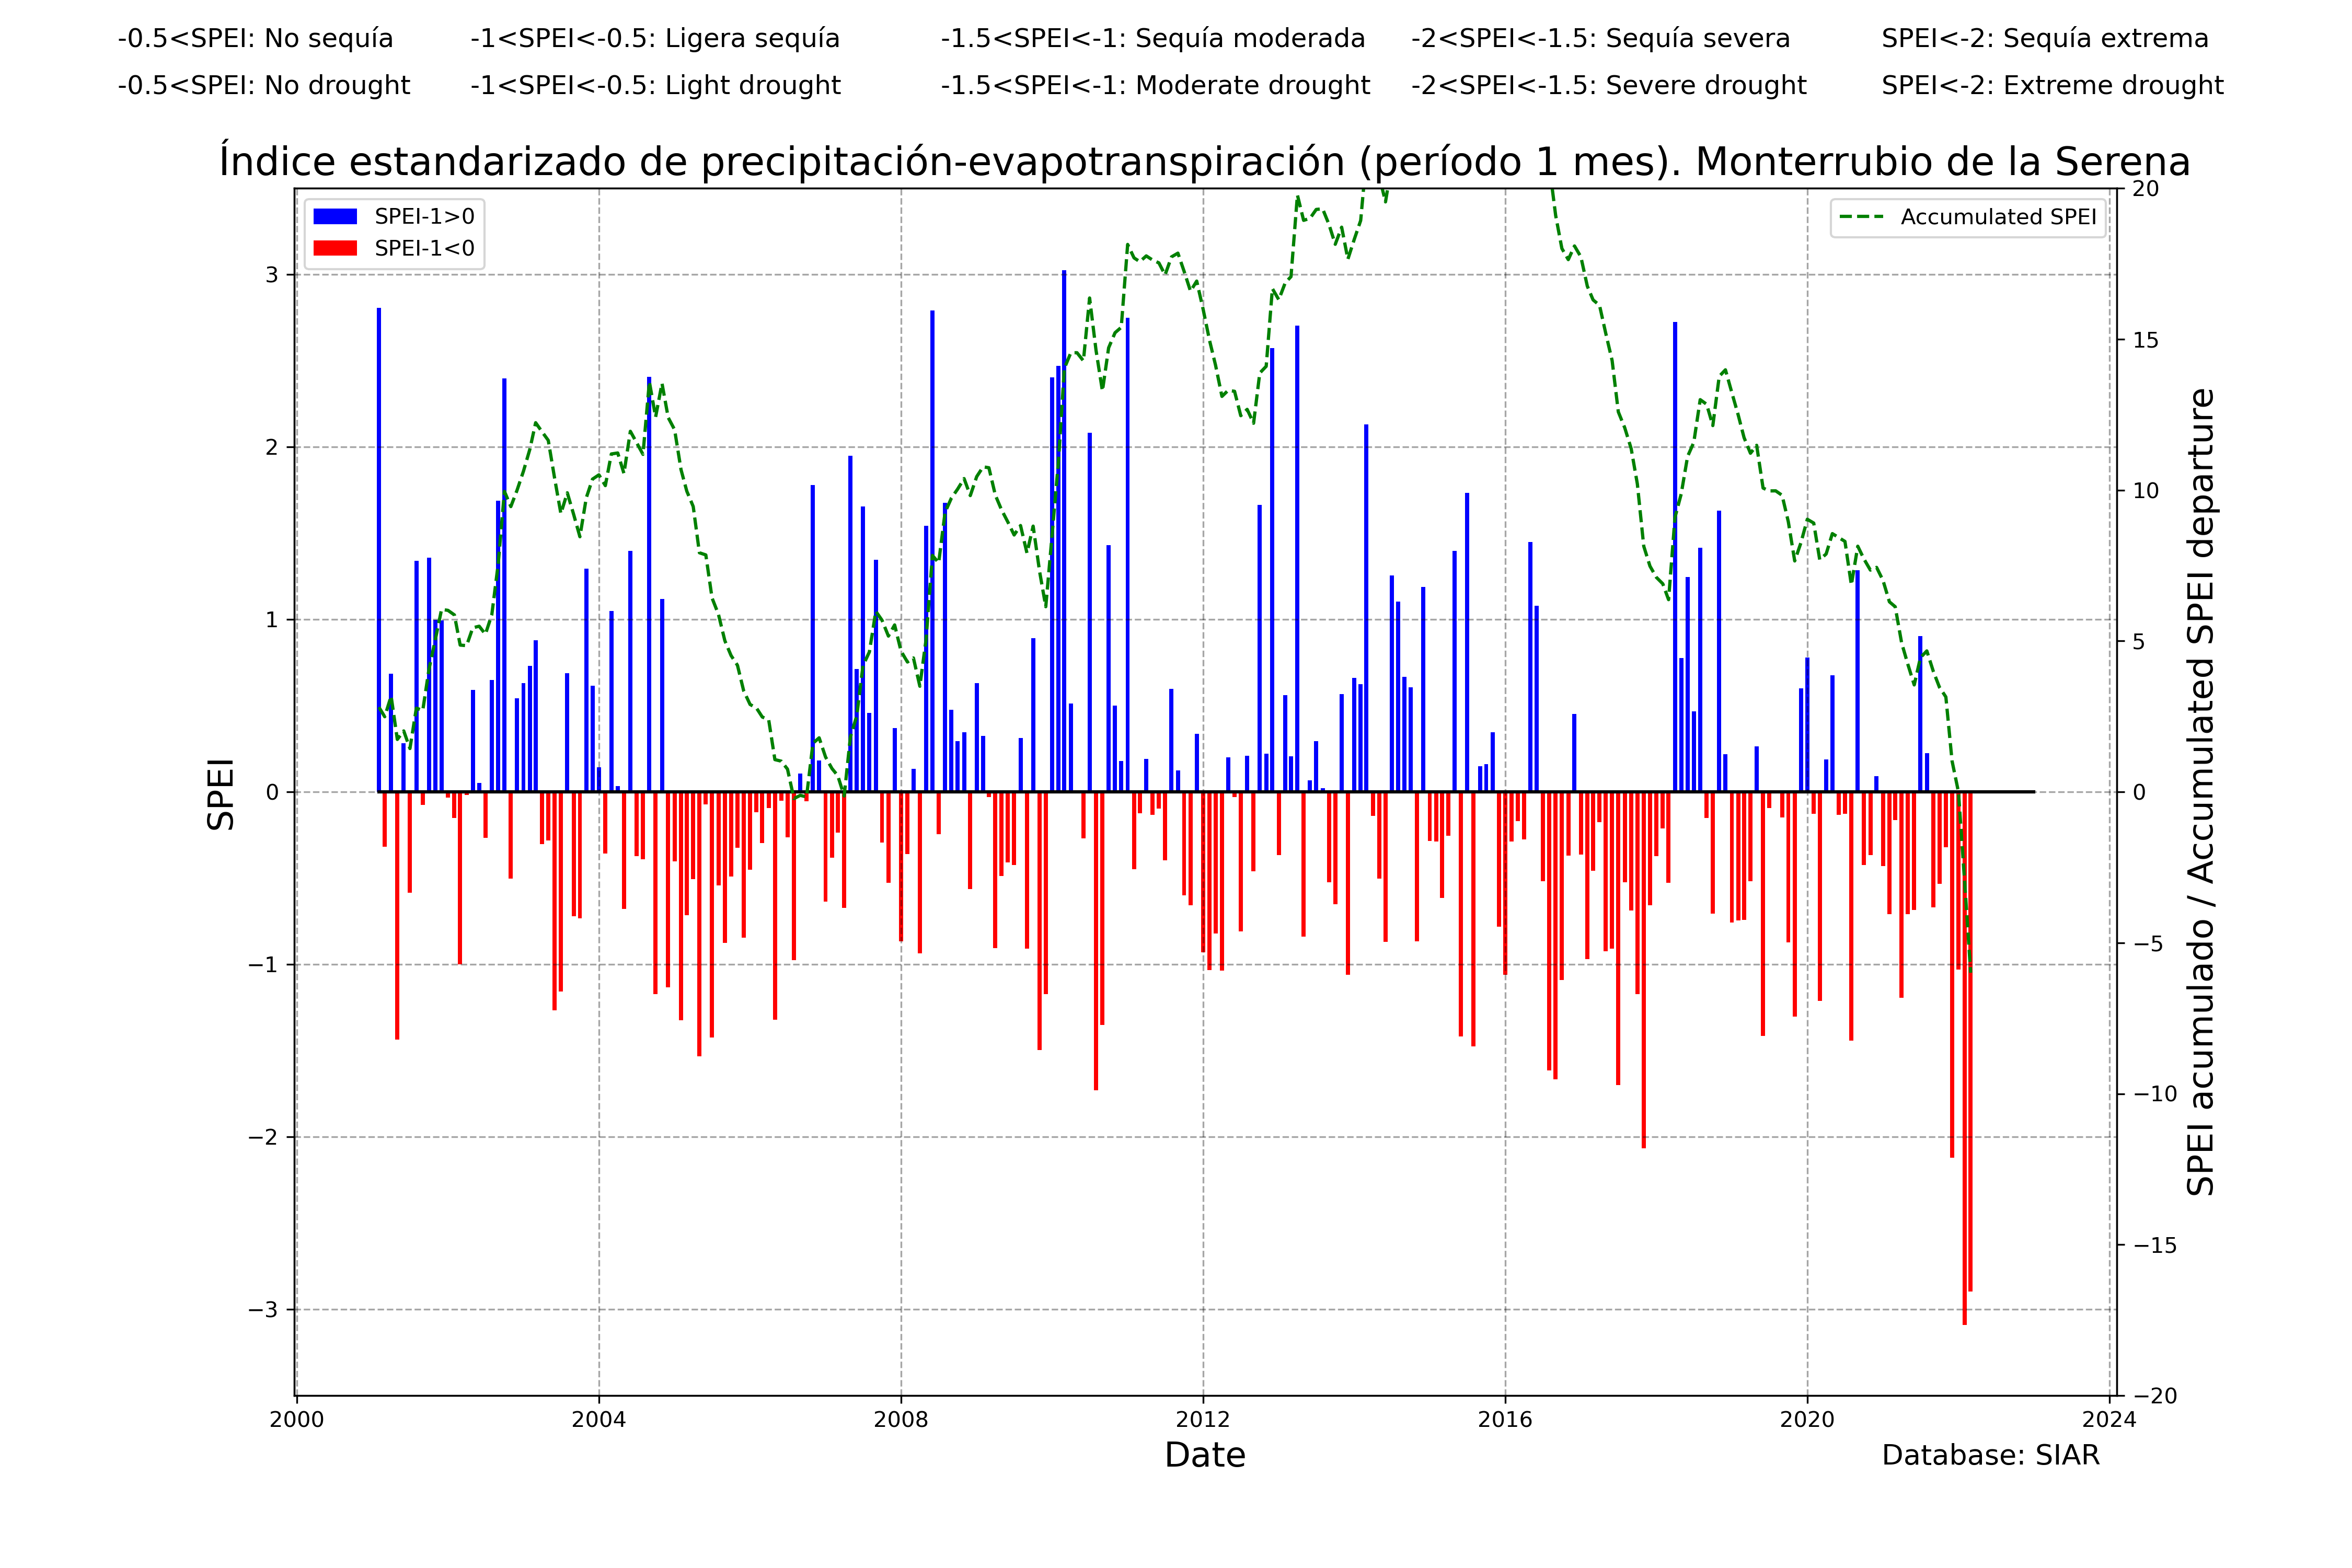 -0.5<SPEI: No sequía -1<SPEI<-0.5: Ligera sequía -1.5<SPEI<-1: Sequía moderada -2<SPEI<-1.5: Sequía severa SPEI<-2: Sequía extrema
-0.5<SPEI: No drought -1<SPEI<-0.5: Light drought -1.5<SPEI<-1: Moderate drought -2<SPEI<-1.5: Severe drought SPEI<-2: Extreme drought
Índice estandarizado de precipitación-evapotranspiración (período 1 mes). Monterrubio de la Serena
SPEI-1>0
SPEI-1<0
Accumulated SPEI
SPEI
3
2
1
0
−1
−2
−3
20
15
10
5
0
−5
−10
−15
−20
SPEI acumulado / Accumulated SPEI departure
2000 2004 2008 2012 2016 2020 2024
Date
Database: SIAR